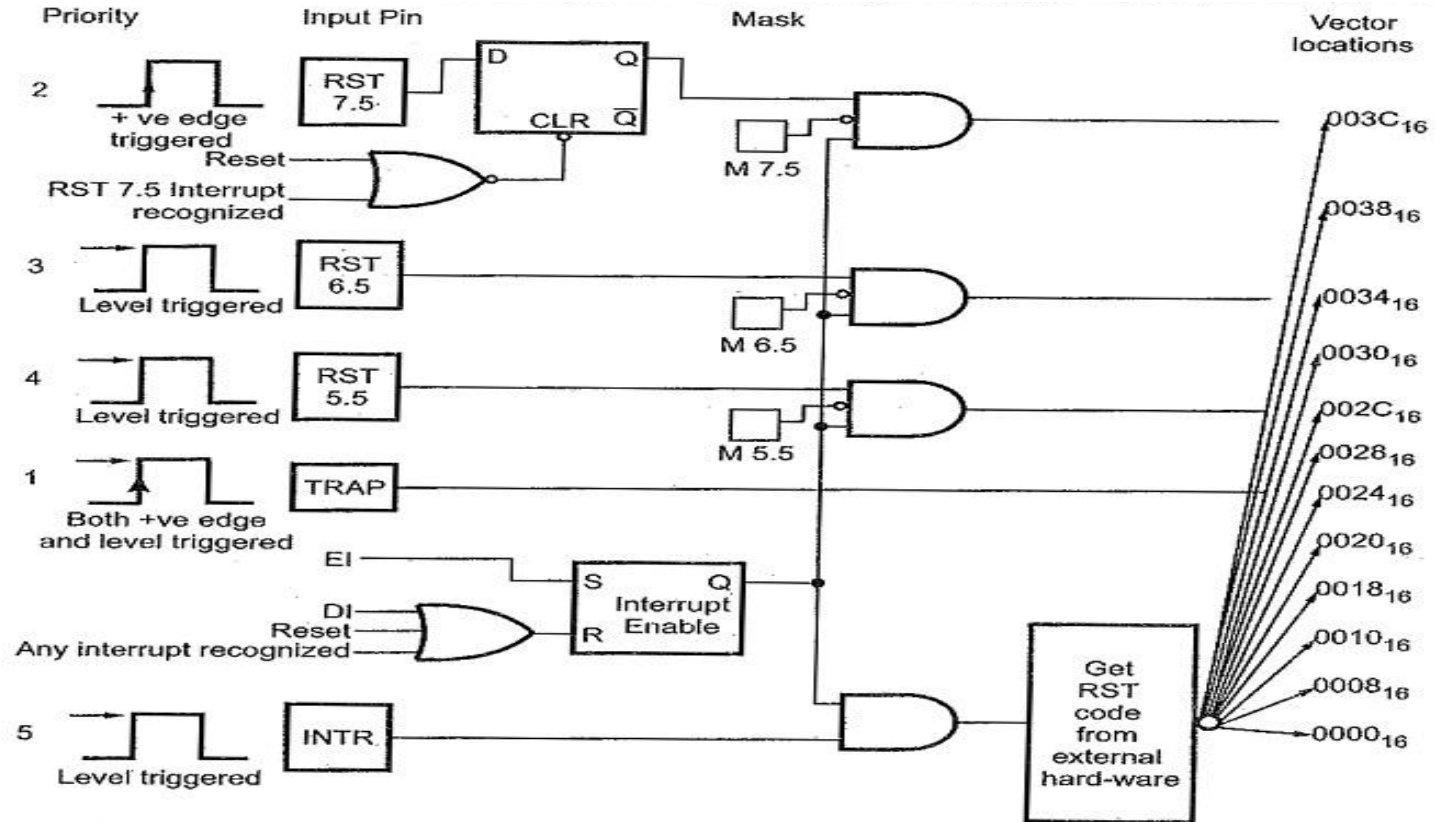 Priority
Input Pin
Mask
Vector
locations
2
+ ve edge
triggered
RST
7.5
D
Q
CLR
Q̅
M 7.5
003C₁₆
Reset
RST 7.5 Interrupt
recognized
0038₁₆
3
Level triggered
RST
6.5
M 6.5
0034₁₆
0030₁₆
4
Level triggered
RST
5.5
M 5.5
002C₁₆
0028₁₆
1
Both +ve edge
and level triggered
TRAP
0024₁₆
0020₁₆
EI
DI
Reset
Any interrupt recognized
S
Q
Interrupt
Enable
R
0018₁₆
0010₁₆
0008₁₆
0000₁₆
5
Level triggered
INTR
Get
RST
code
from
external
hard-ware